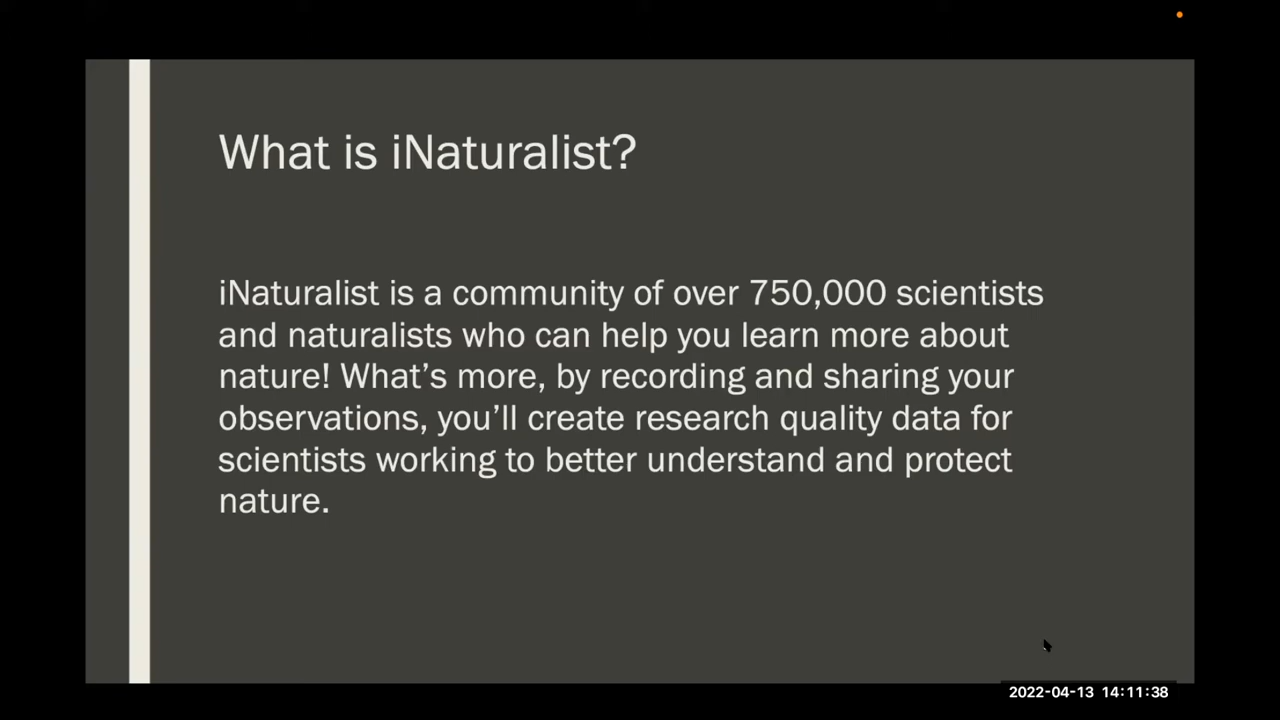 What is iNaturalist?
iNaturalist is a community of over 750,000 scientists
and naturalists who can help you learn more about
nature! What’s more, by recording and sharing your
observations, you’ll create research quality data for
scientists working to better understand and protect
nature.
2022-04-13 14:11:38